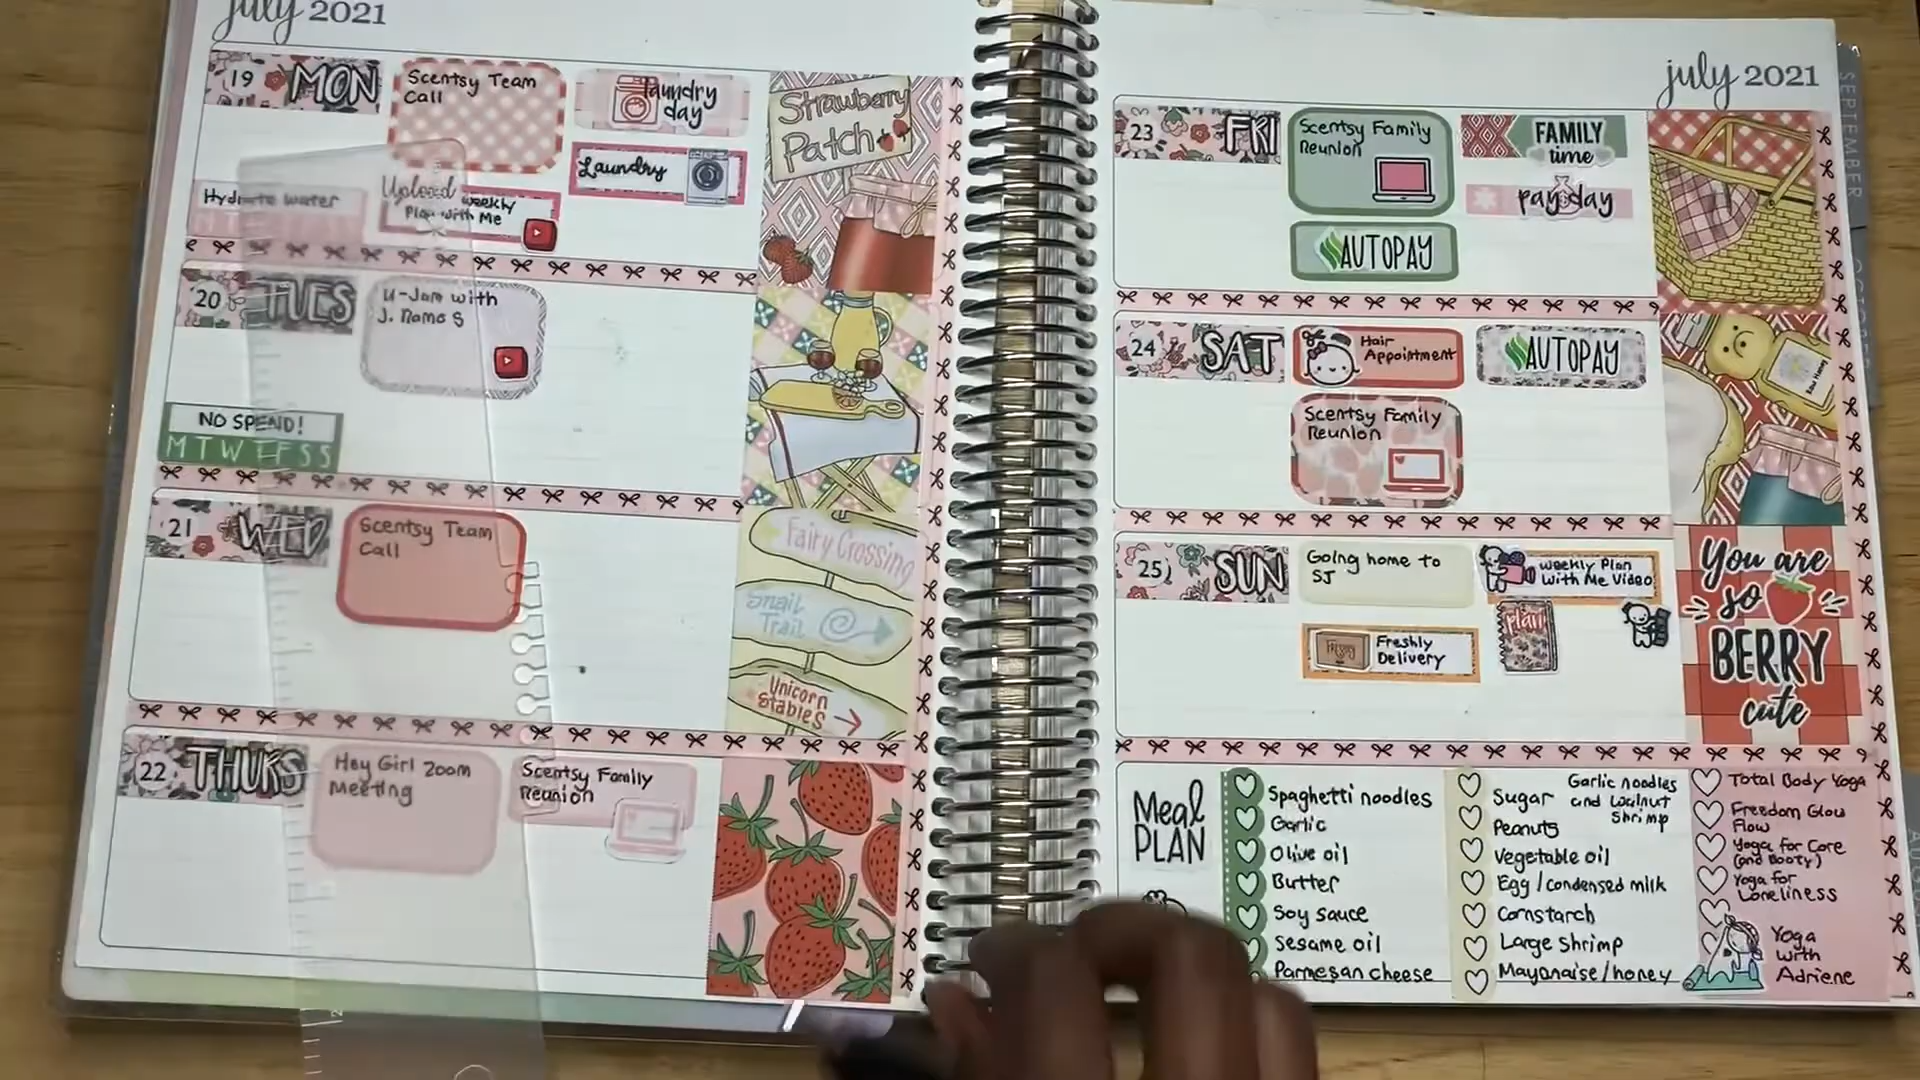 july 2021
19 MON
Scentsy Team
Call
laundry
day
Laundry
Hydrate water
Upload weekly
Plan with Me
Strawberry
Patch
20 TUES
U-Jam with
J. Rama S
NO SPEND!
M T W T F S S
21 WED
Scentsy Team
Call
Fairy Crossing
Snail
Trail
Unicorn
Stables
22 THURS
Hey Girl Zoom
Meeting
Scentsy Family
Reunion
july 2021
SEPTEMBER
23 FRI
Scentsy Family
Reunion
FAMILY
time
payday
AUTOPAY
24 SAT
Hair
Appointment
AUTOPAY
Scentsy Family
Reunion
25 SUN
Going home to
SJ
Weekly Plan
With Me Video
Freshly
Delivery
plan
You are
so
BERRY
cute
Meal
PLAN
Spaghetti noodles
Garlic
Olive oil
Butter
Soy sauce
Sesame oil
Parmesan cheese
Garlic noodles
and walnut
shrimp
Sugar
Peanuts
Vegetable oil
Egg / condensed milk
Cornstarch
Large shrimp
Mayonaise / honey
Total Body Yoga
Freedom Glow
Flow
Yoga for Core
(and Booty)
Yoga for
Loneliness
Yoga
with
Adriene